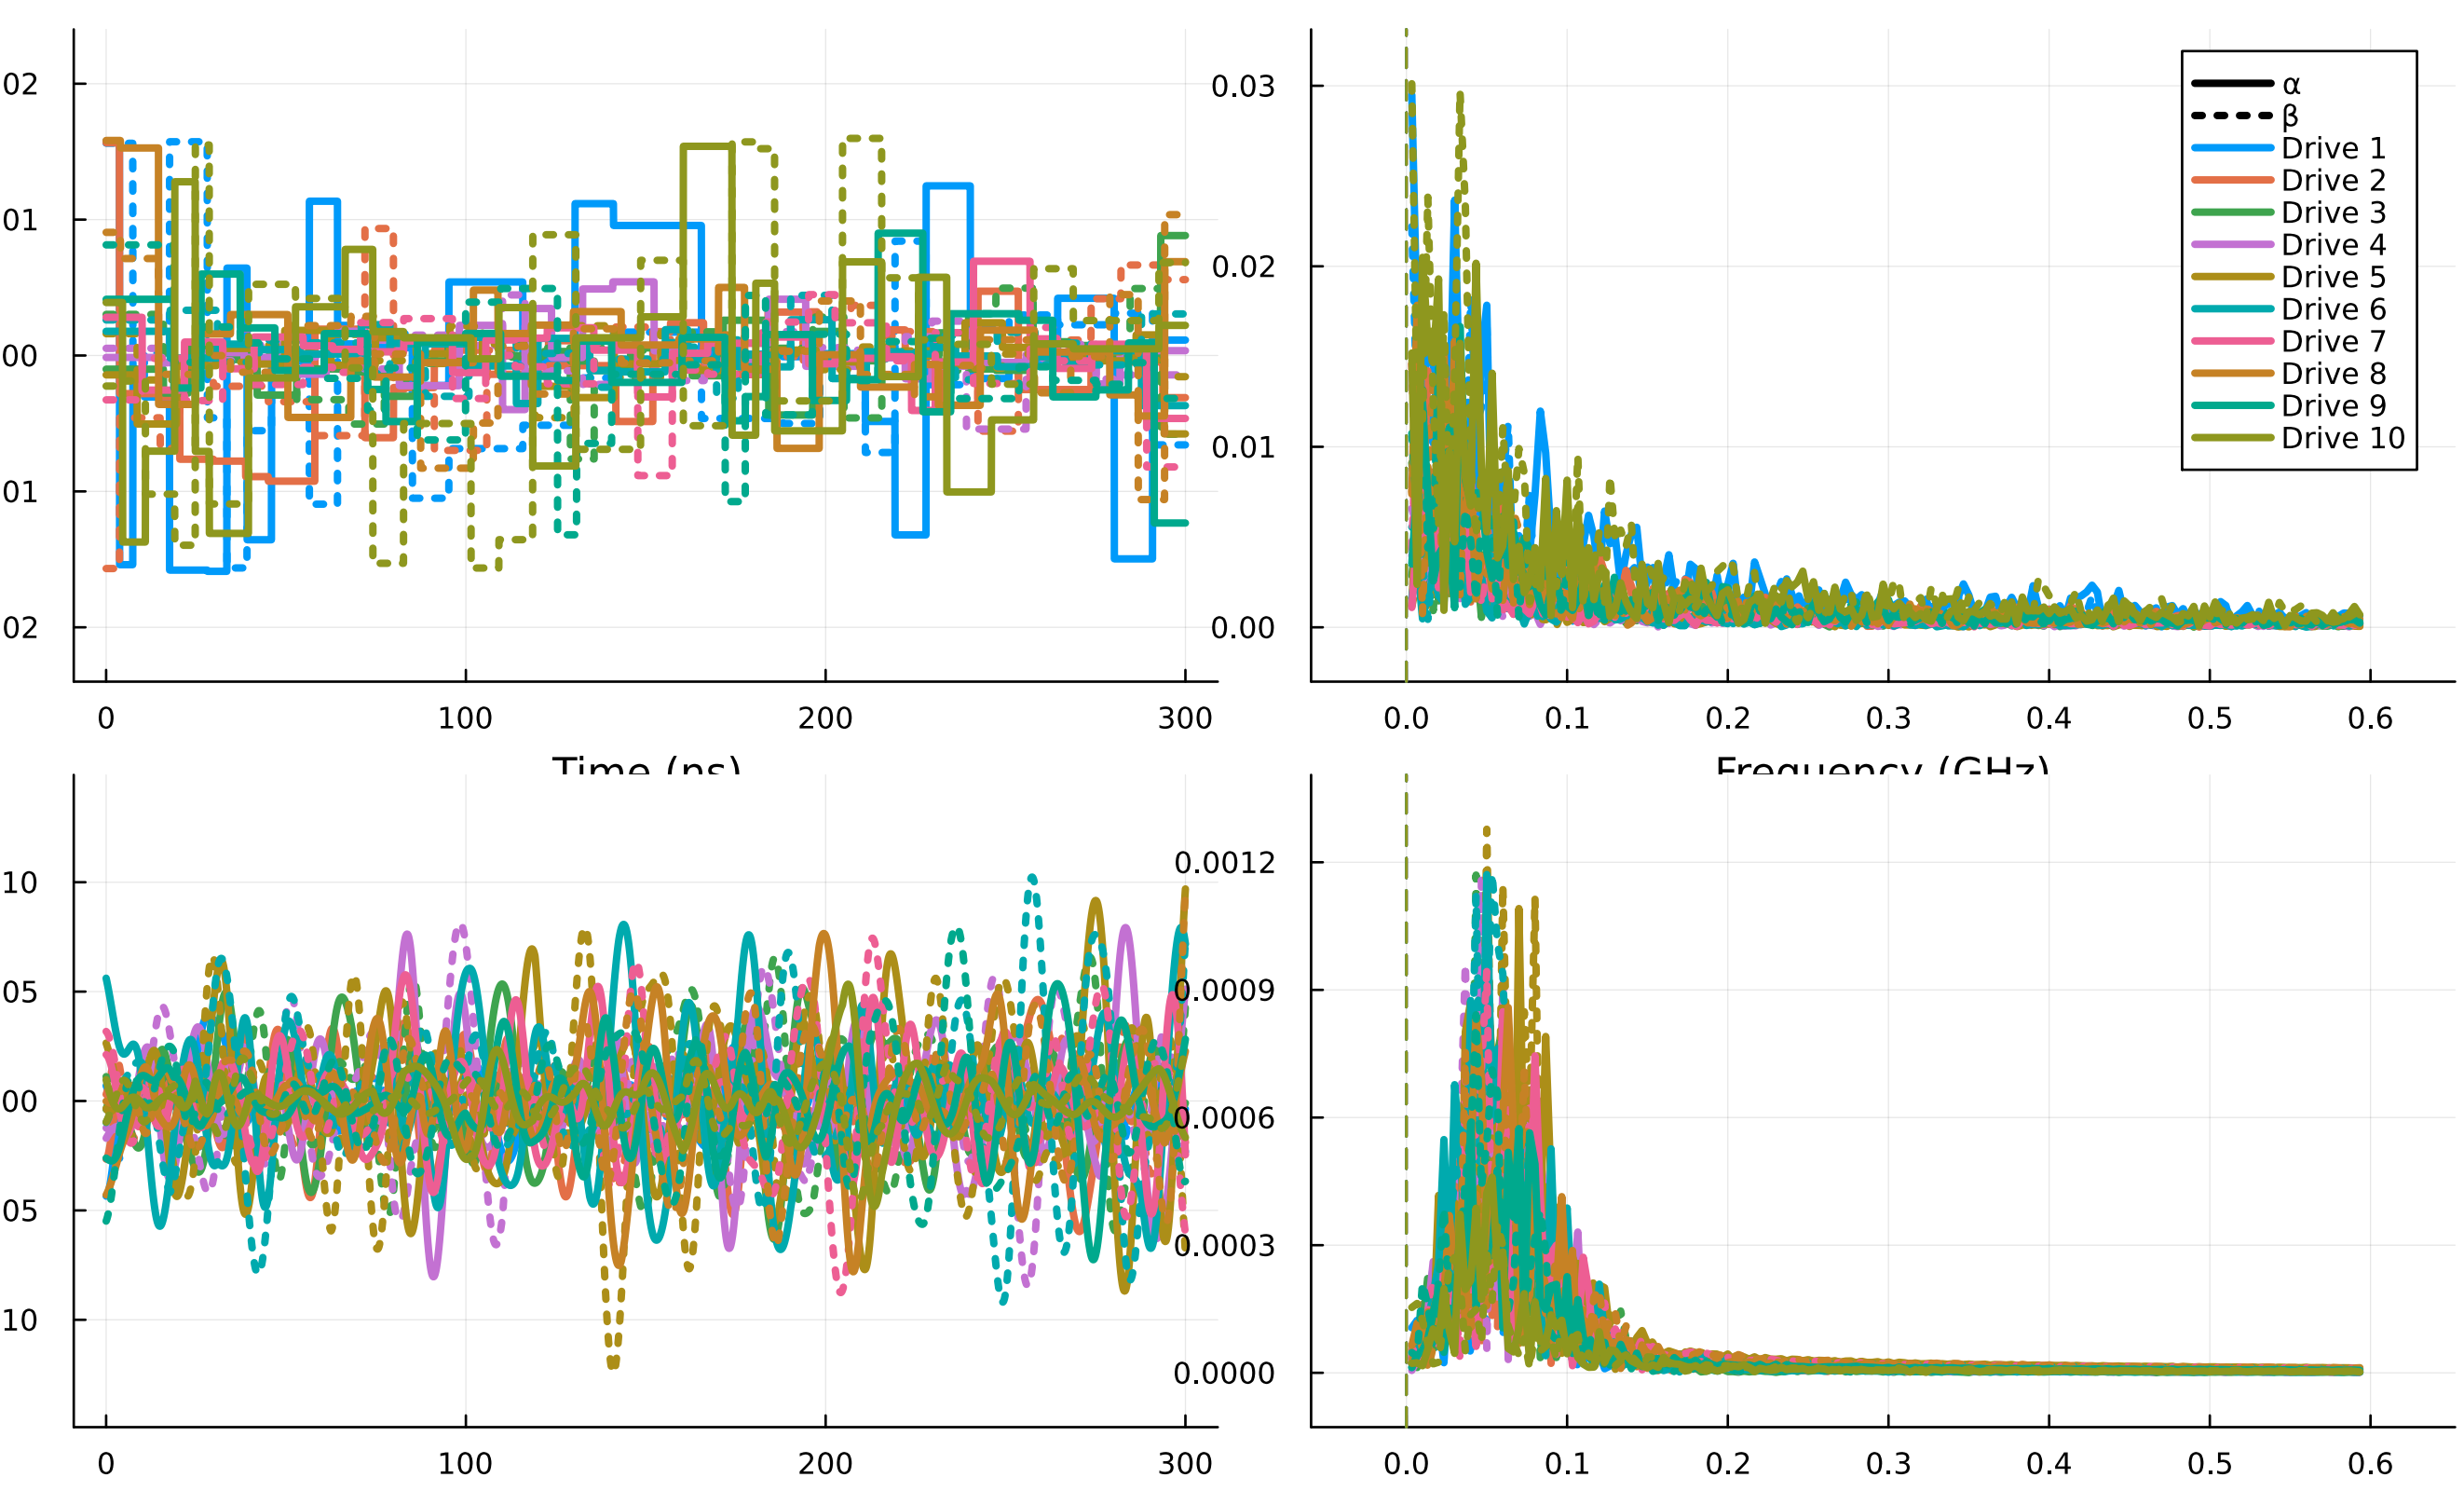 02
01
00
01
02
0 100 200 300
Time (ns)
0.03
0.02
0.01
0.00
0.0 0.1 0.2 0.3 0.4 0.5 0.6
Frequency (GHz)
α
β
Drive 1
Drive 2
Drive 3
Drive 4
Drive 5
Drive 6
Drive 7
Drive 8
Drive 9
Drive 10
10
05
00
05
10
0 100 200 300
0.0012
0.0009
0.0006
0.0003
0.0000
0.0 0.1 0.2 0.3 0.4 0.5 0.6